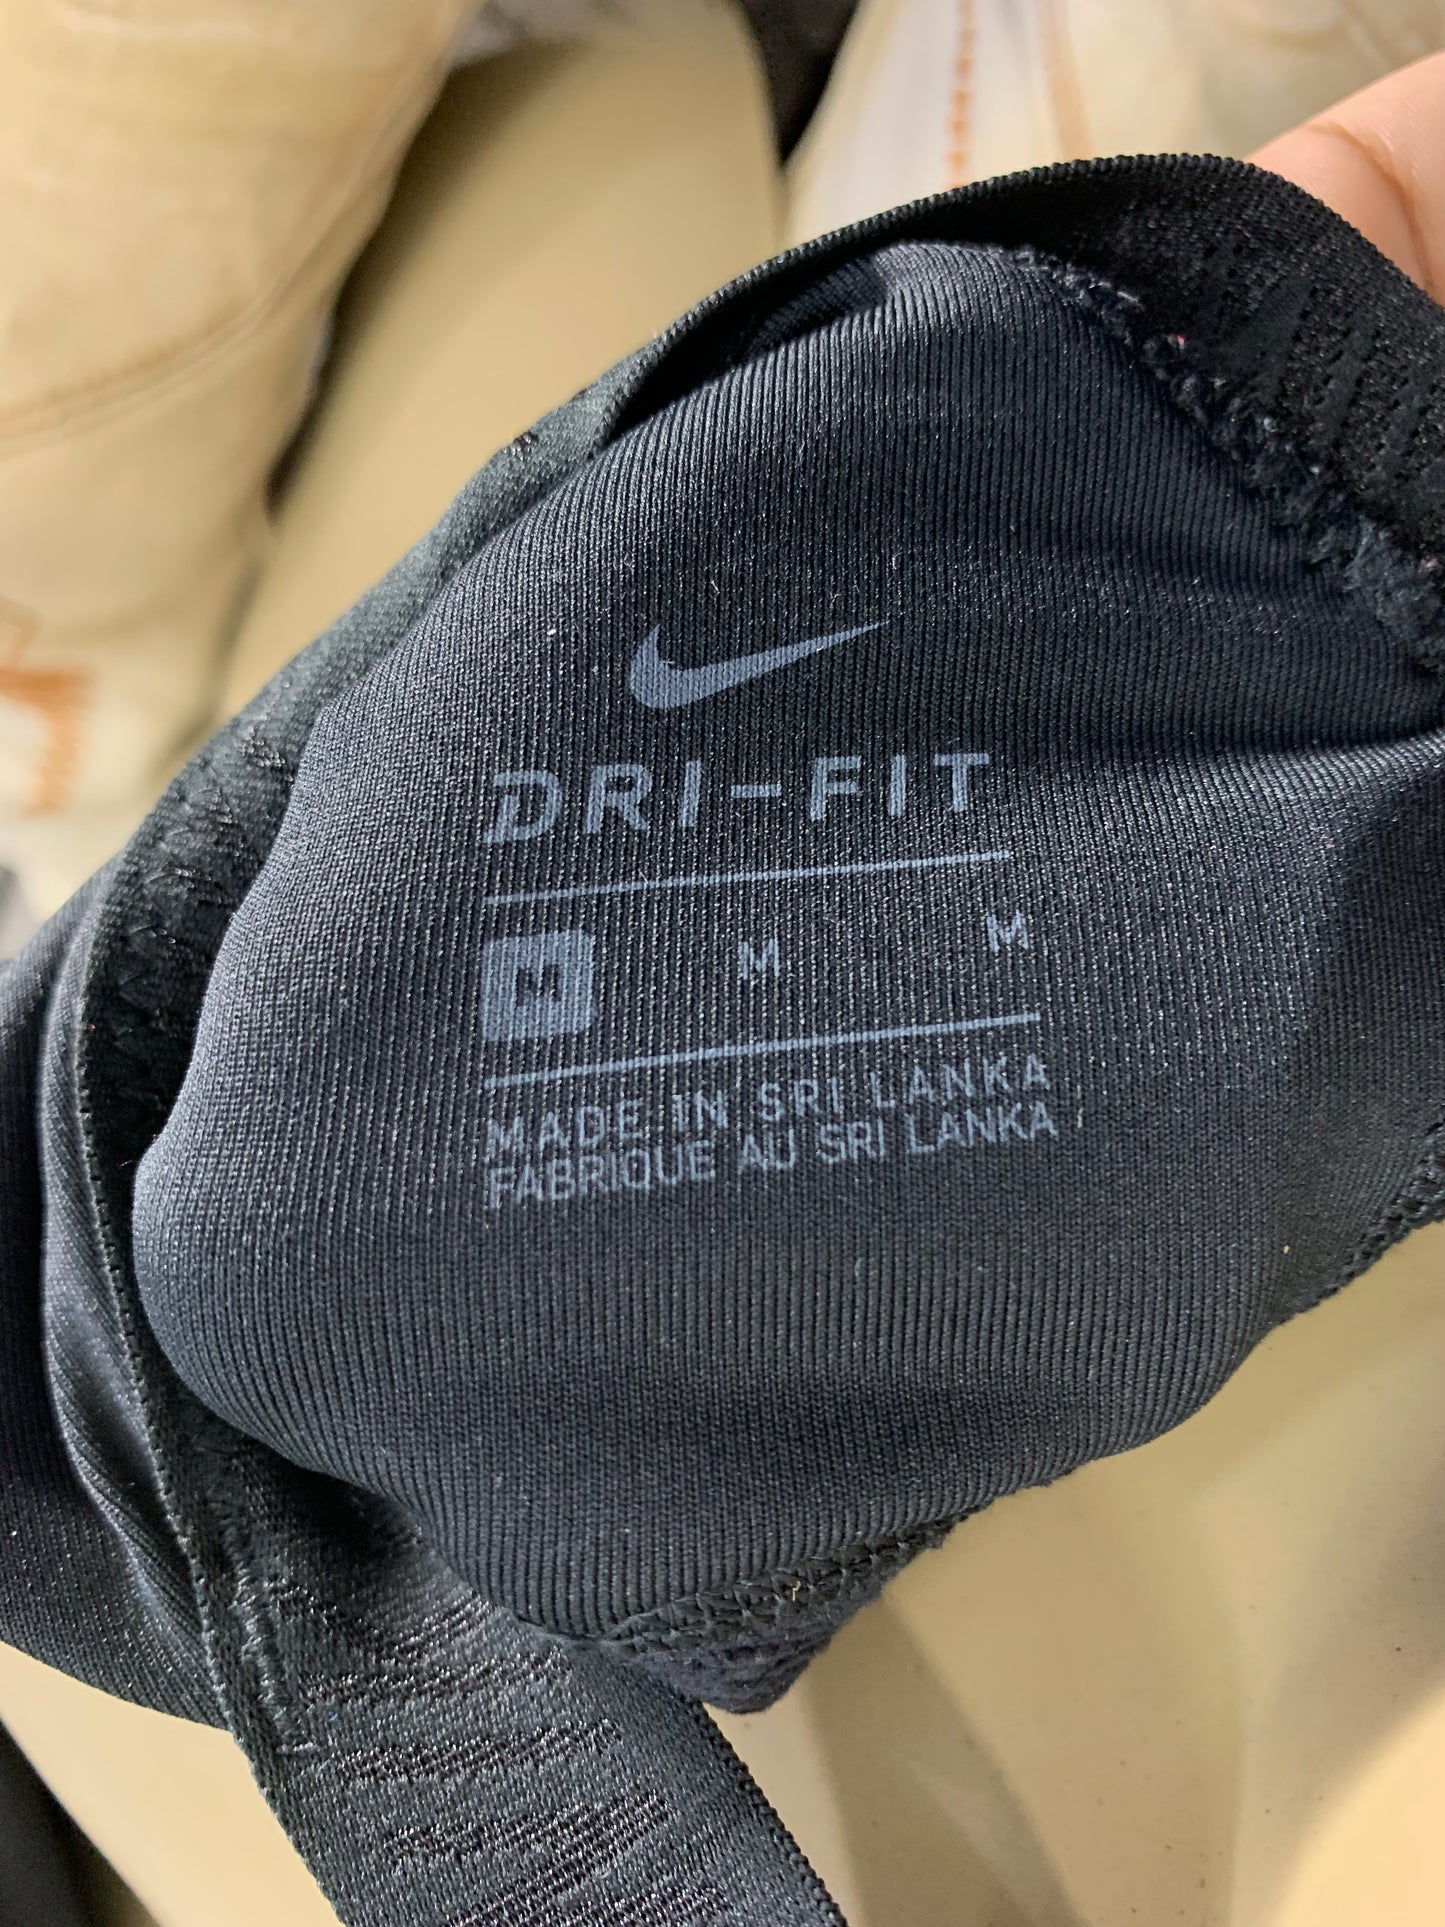 DRI-FIT
M M M
MADE IN SRI LANKA
FABRIQUE AU SRI LANKA